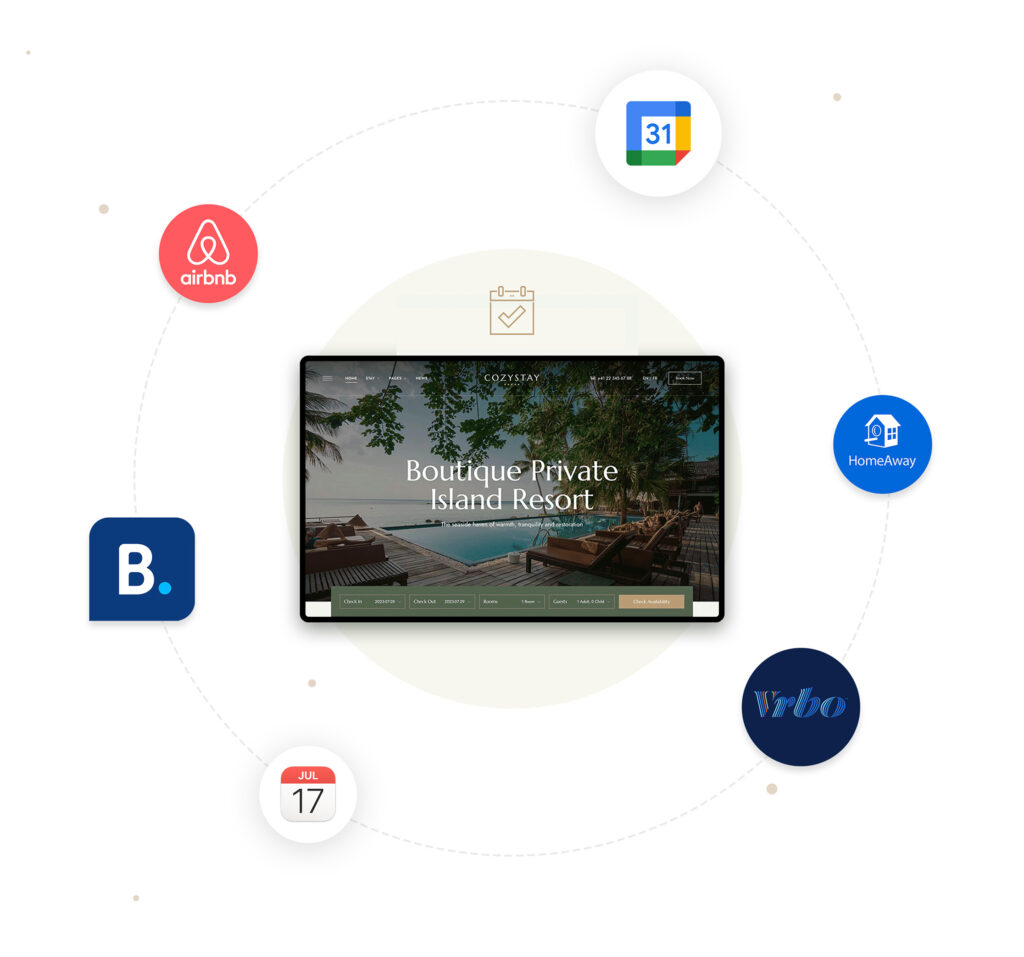 31
airbnb
HOME STAY PAGES NEWS
COZYSTAY
Tel. +41 22 345 67 88
EN / FR
Book Now
Boutique Private
Island Resort
The seaside haven of warmth, tranquility and restoration
Check In 2023-07-28
Check Out 2023-07-29
Rooms 1 Room
Guests 1 Adult, 0 Child
Check Availability
HomeAway
B.
Vrbo
JUL
17